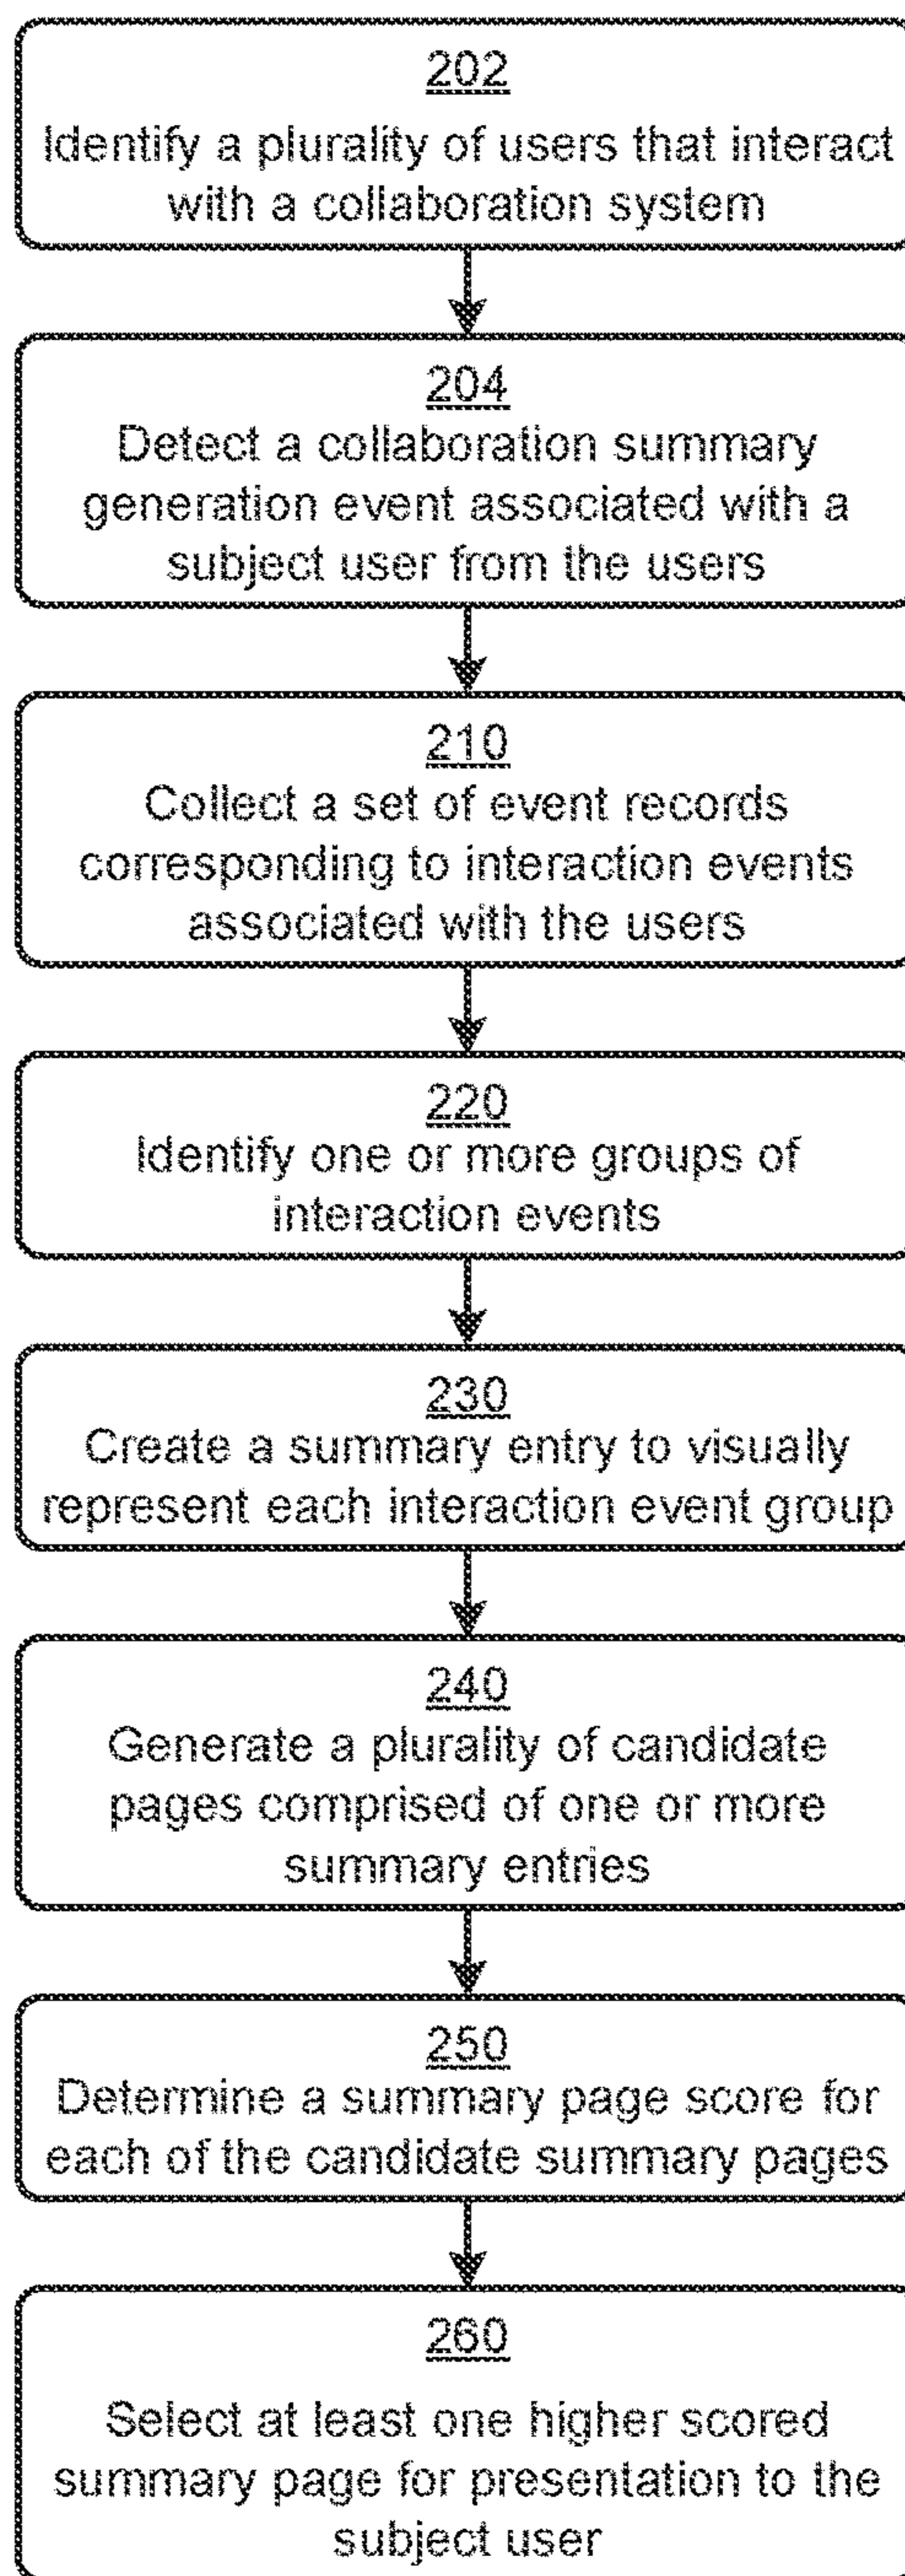 202
Identify a plurality of users that interact
with a collaboration system
204
Detect a collaboration summary
generation event associated with a
subject user from the users
210
Collect a set of event records
corresponding to interaction events
associated with the users
220
Identify one or more groups of
interaction events
230
Create a summary entry to visually
represent each interaction event group
240
Generate a plurality of candidate
pages comprised of one or more
summary entries
250
Determine a summary page score for
each of the candidate summary pages
260
Select at least one higher scored
summary page for presentation to the
subject user